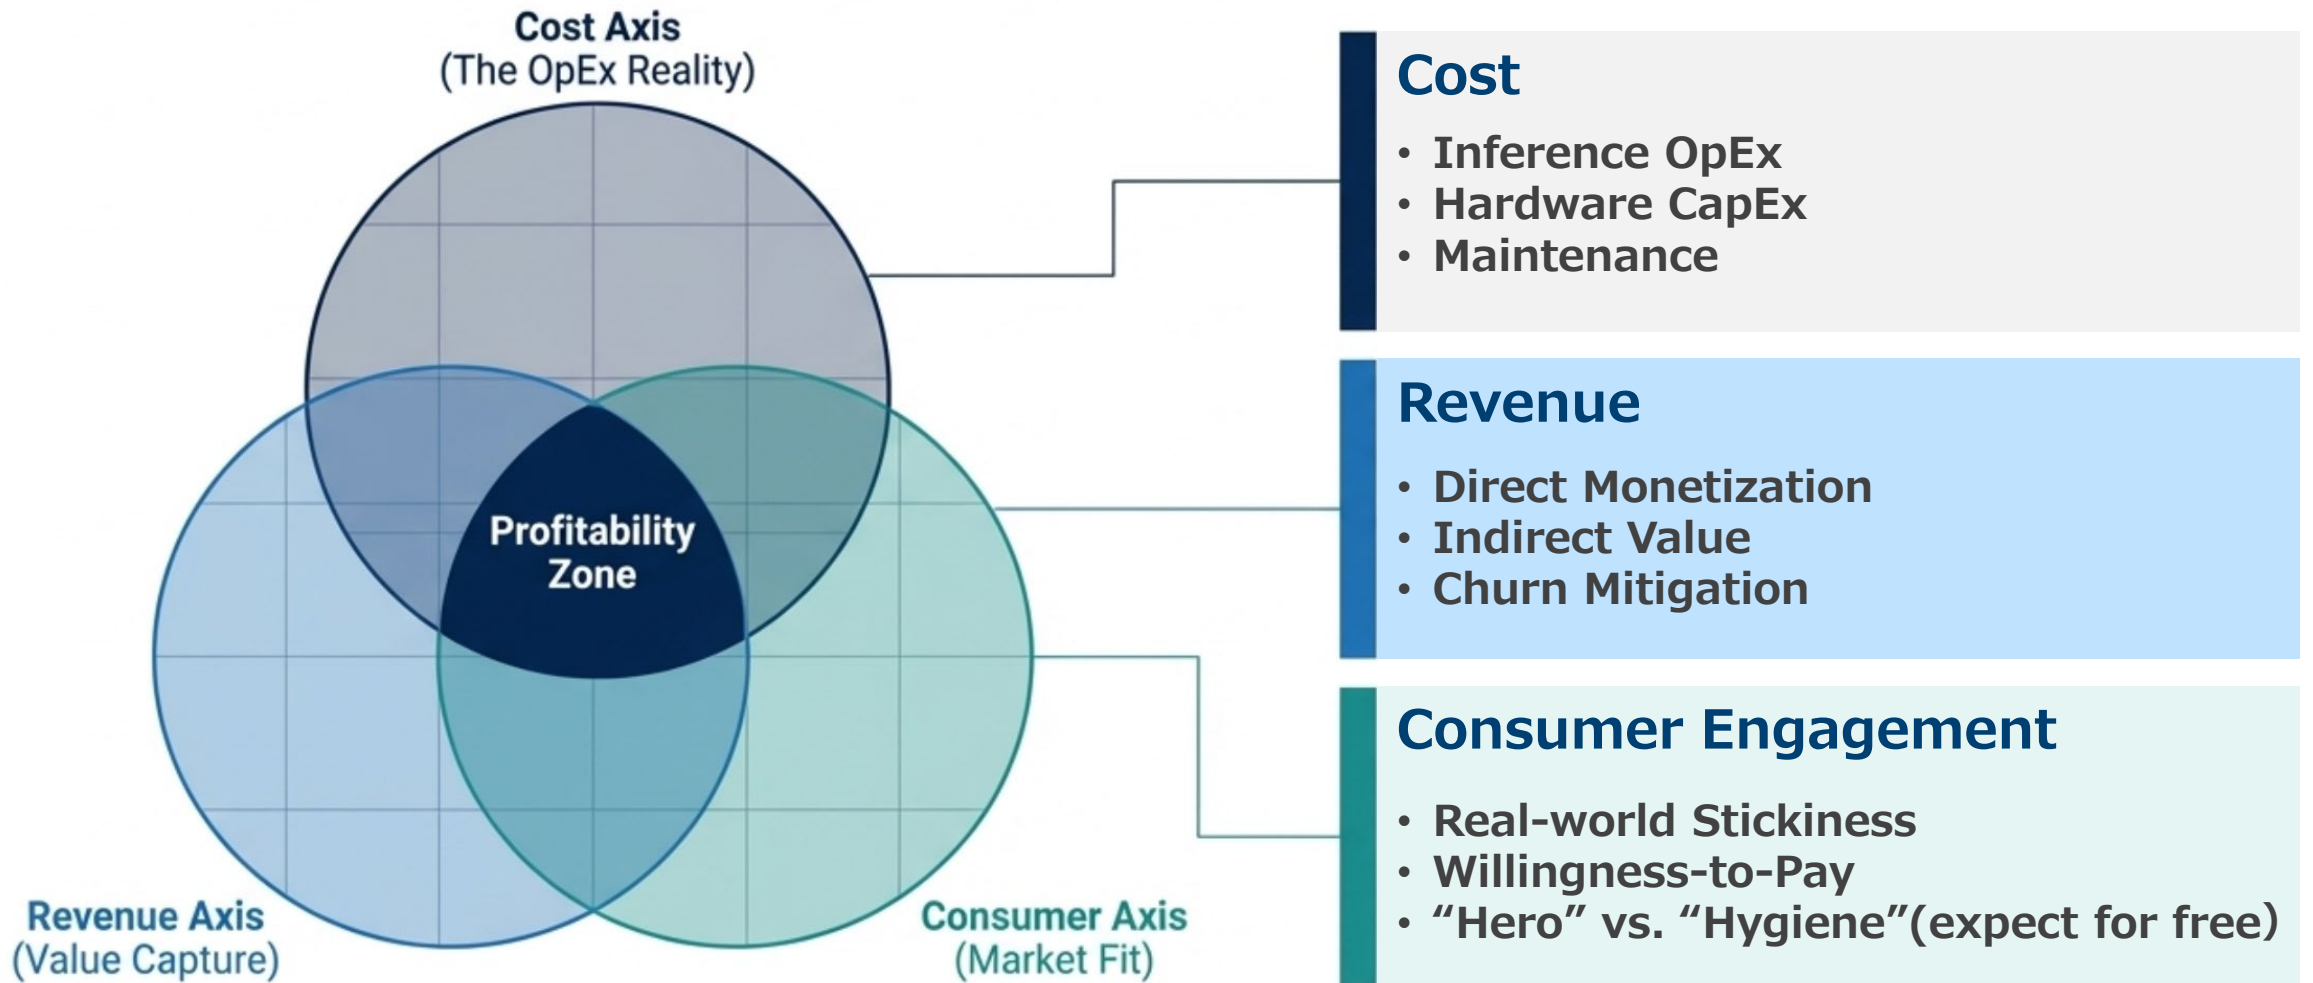 Cost Axis
(The OpEx Reality)
Profitability
Zone
Revenue Axis
(Value Capture)
Consumer Axis
(Market Fit)
Cost
• Inference OpEx
• Hardware CapEx
• Maintenance
Revenue
• Direct Monetization
• Indirect Value
• Churn Mitigation
Consumer Engagement
• Real-world Stickiness
• Willingness-to-Pay
• “Hero” vs. “Hygiene”(expect for free）